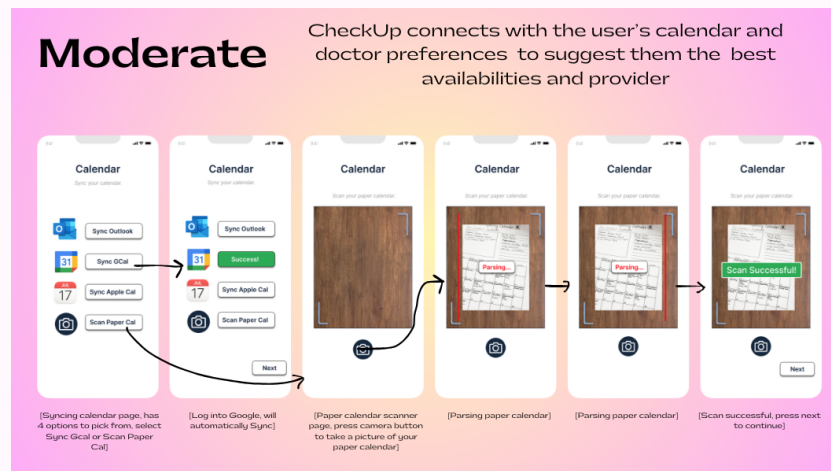 Moderate
CheckUp connects with the user's calendar and
doctor preferences to suggest them the best
availabilities and provider
Calendar
Sync your calendar.
Sync Outlook
31
Sync GCal
JUL
17
Sync Apple Cal
Scan Paper Cal
[Syncing calendar page, has
4 options to pick from, select
Sync Gcal or Scan Paper
Cal]
Calendar
Sync your calendar.
Sync Outlook
31
Success!
JUL
17
Sync Apple Cal
Scan Paper Cal
Next
[Log into Google, will
automatically Sync]
Calendar
Scan your paper calendar.
[Paper calendar scanner
page, press camera button
to take a picture of your
paper calendar]
Calendar
Scan your paper calendar.
Parsing...
[Parsing paper calendar]
Calendar
Scan your paper calendar.
Parsing...
[Parsing paper calendar]
Calendar
Scan your paper calendar.
Scan Successful!
Next
[Scan successful, press next
to continue]